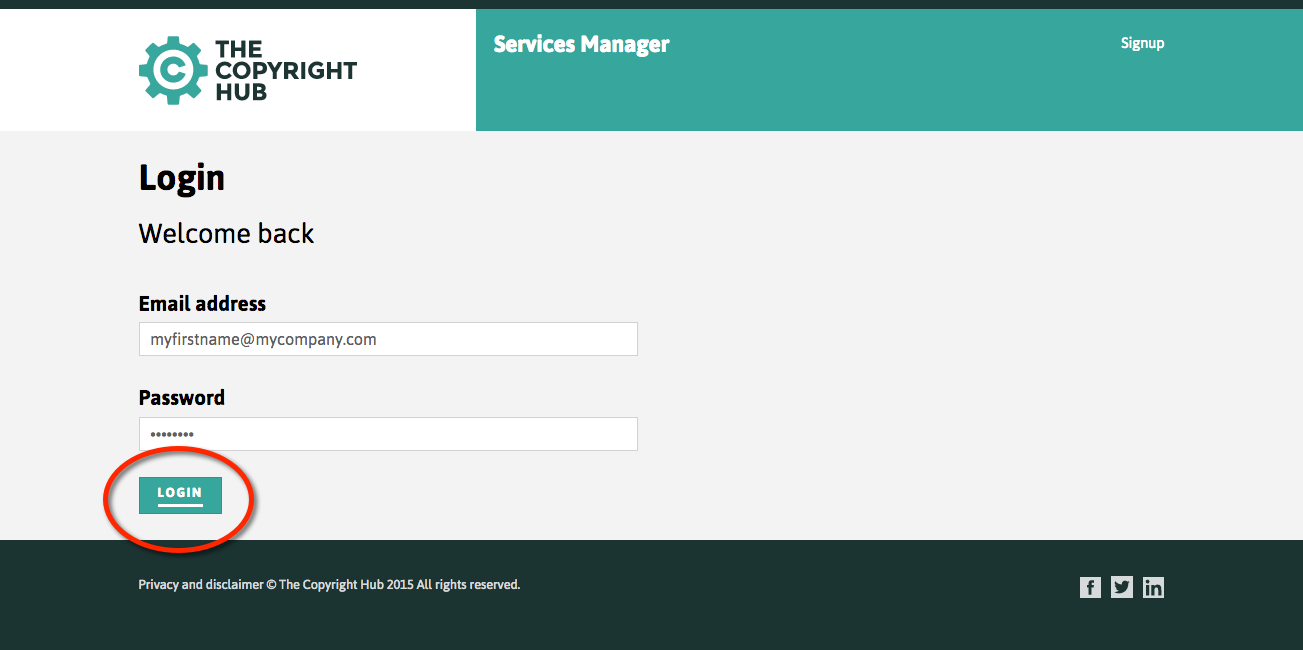 THE
COPYRIGHT
HUB
Services Manager
Signup
Login
Welcome back
Email address
myfirstname@mycompany.com
Password
••••••••
LOGIN
Privacy and disclaimer © The Copyright Hub 2015 All rights reserved.